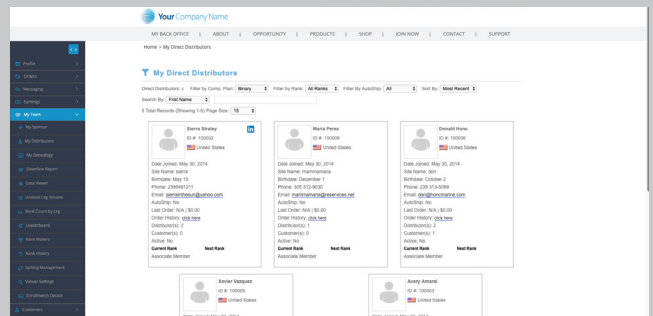 Your Company Name
MY BACK OFFICE | ABOUT | OPPORTUNITY | PRODUCTS | SHOP | JOIN NOW | CONTACT | SUPPORT
Home > My Direct Distributors
Profile
Orders
Messaging
Earnings
My Team
My Sponsor
My Distributors
My Genealogy
Downline Report
Data Viewer
Unilevel Leg Volume
Rank Count by Leg
Leaderboard
Rank Makers
Rank History
Spilling Management
Viewer Settings
Enrollments Details
Customers
My Direct Distributors
Direct Distributors: Filter by Comp. Plan: Binary Filter by Rank: All Ranks Filter By AutoShip: All Sort By: Most Recent
Search By: First Name
5 Total Records (Showing 1-5) Page Size: 15
Sierra Straley
ID #: 100002
United States
Date Joined: May 30, 2014
Site Name: sierra
Birthdate: May 15
Phone: 2395491211
Email: sierrainthesun@yahoo.com
AutoShip: No
Last Order: N/A | $0.00
Order History: click here
Distributor(s): 2
Customer(s): 0
Active: No
Current Rank Next Rank
Associate Member
Maria Perez
ID #: 100009
United States
Date Joined: May 30, 2014
Site Name: mammamaria
Birthdate: December 1
Phone: 305 312-9030
Email: mammamaria@reservices.net
AutoShip: No
Last Order: N/A | $0.00
Order History: click here
Distributor(s): 1
Customer(s): 0
Active: No
Current Rank Next Rank
Associate Member
Donald Honc
ID #: 100006
United States
Date Joined: May 30, 2014
Site Name: don
Birthdate: October 2
Phone: 239 313-5099
Email: don@honcmarine.com
AutoShip: No
Last Order: N/A | $0.00
Order History: click here
Distributor(s): 2
Customer(s): 1
Active: No
Current Rank Next Rank
Associate Member
Xavier Vazquez
ID #: 100005
United States
Avery Amaral
ID #: 100003
United States